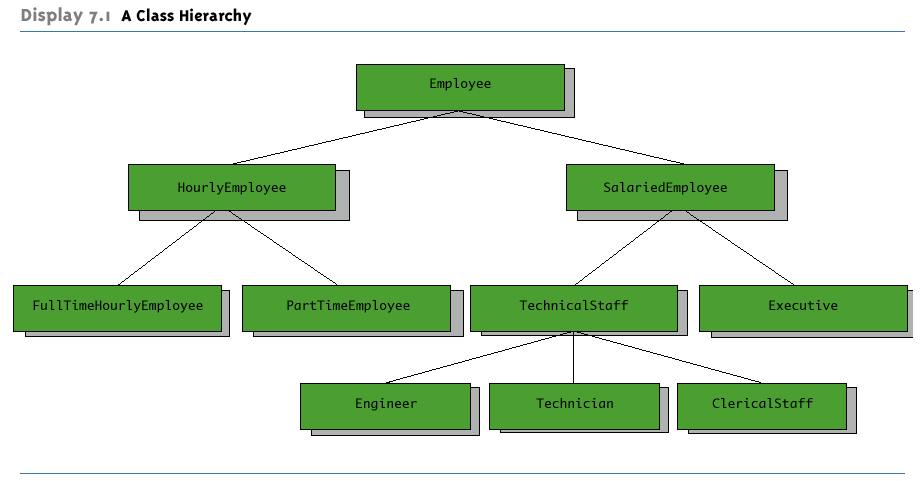 Display 7.1 A Class Hierarchy
Employee
HourlyEmployee
SalariedEmployee
FullTimeHourlyEmployee
PartTimeEmployee
TechnicalStaff
Executive
Engineer
Technician
ClericalStaff